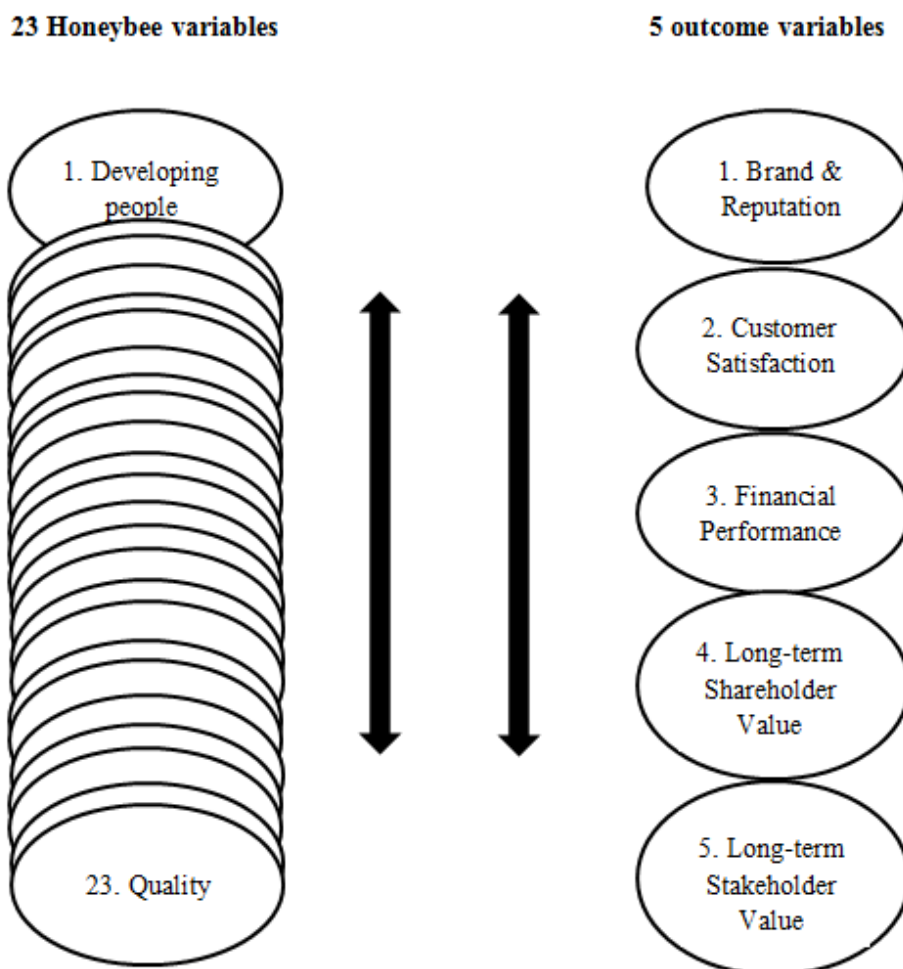 23 Honeybee variables
5 outcome variables
1. Developing
people
23. Quality
1. Brand &
Reputation
2. Customer
Satisfaction
3. Financial
Performance
4. Long-term
Shareholder
Value
5. Long-term
Stakeholder
Value